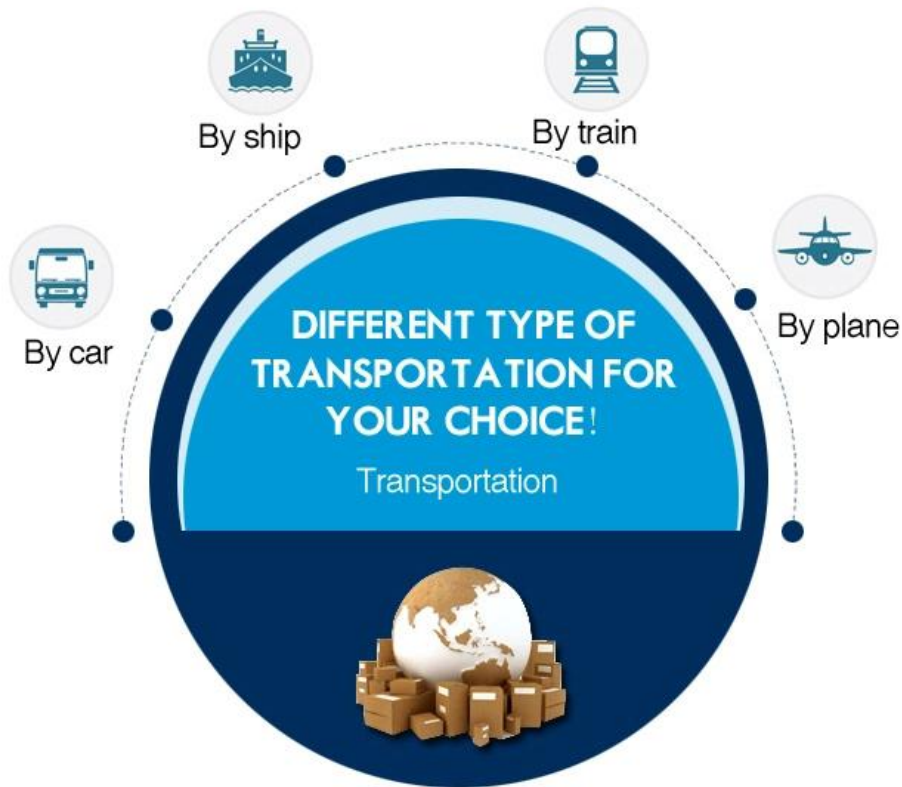 By ship
By train
By car
By plane
DIFFERENT TYPE OF
TRANSPORTATION FOR
YOUR CHOICE!
Transportation